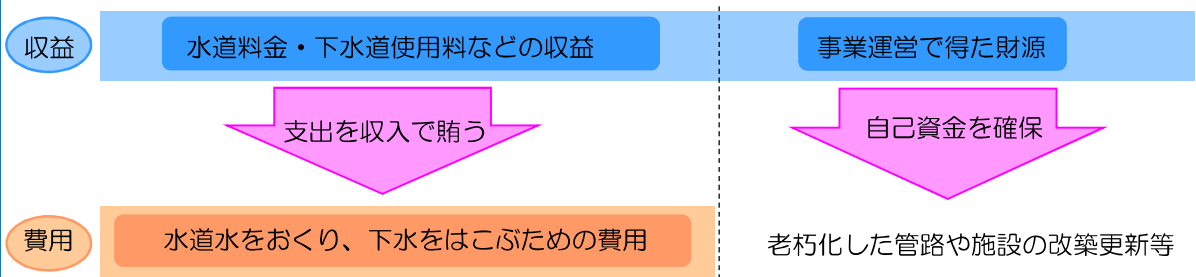 収益
水道料金・下水道使用料などの収益
事業運営で得た財源
支出を収入で賄う
自己資金を確保
費用
水道水をおくり、下水をはこぶための費用
老朽化した管路や施設の改築更新等